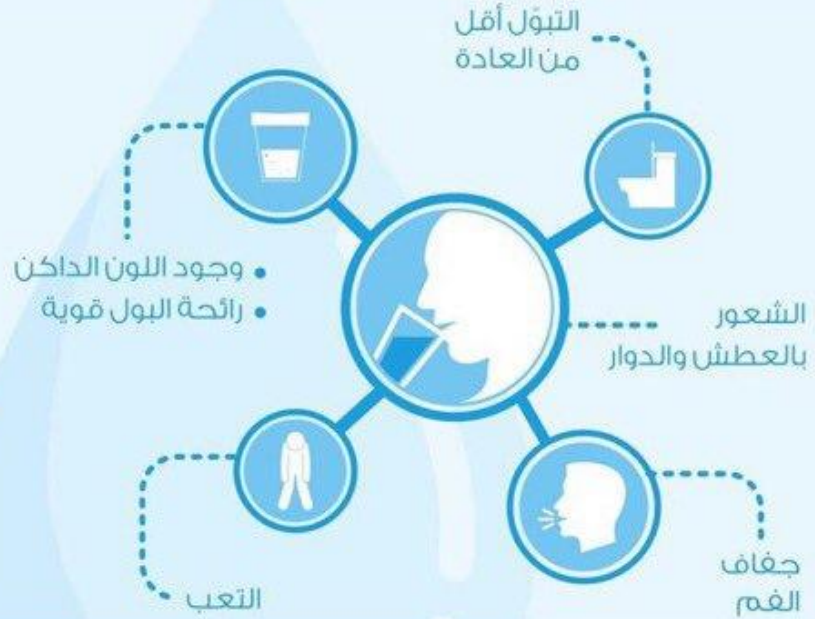 التبوّل أقل
من العادة
• وجود اللون الداكن
• رائحة البول قوية
الشعور
بالعطش والدوار
التعب
جفاف
الفم